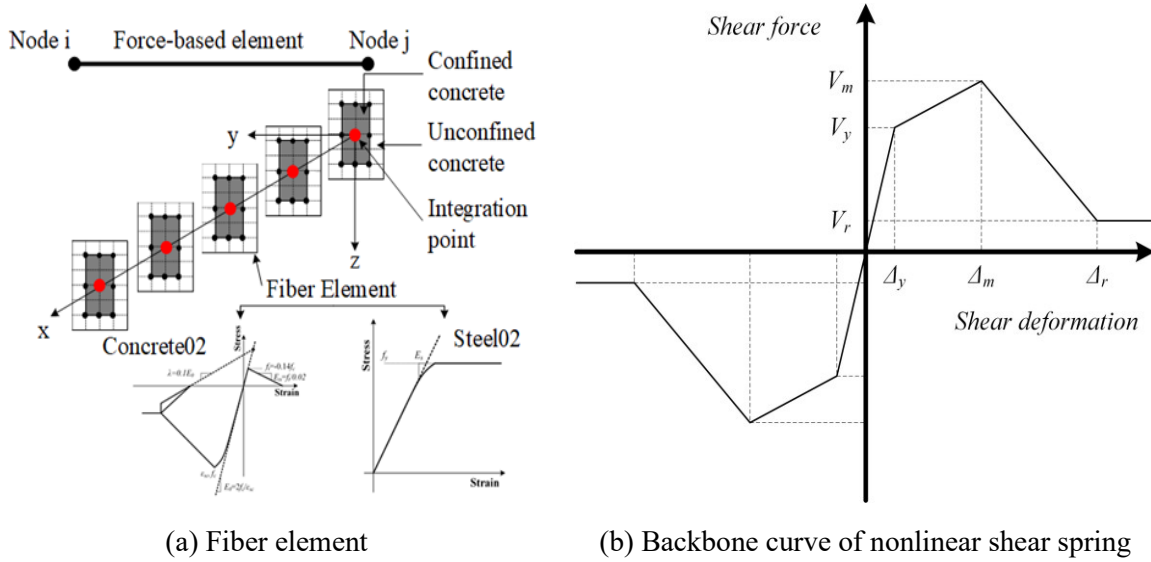 Node i
Force-based element
Node j
Confined
concrete
y
Unconfined
concrete
Integration
point
z
Fiber Element
x
Concrete02
Stress
Strain
Steel02
Stress
Strain
Shear force
V_m
V_y
V_r
Δ_y
Δ_m
Δ_r
Shear deformation
(a) Fiber element
(b) Backbone curve of nonlinear shear spring